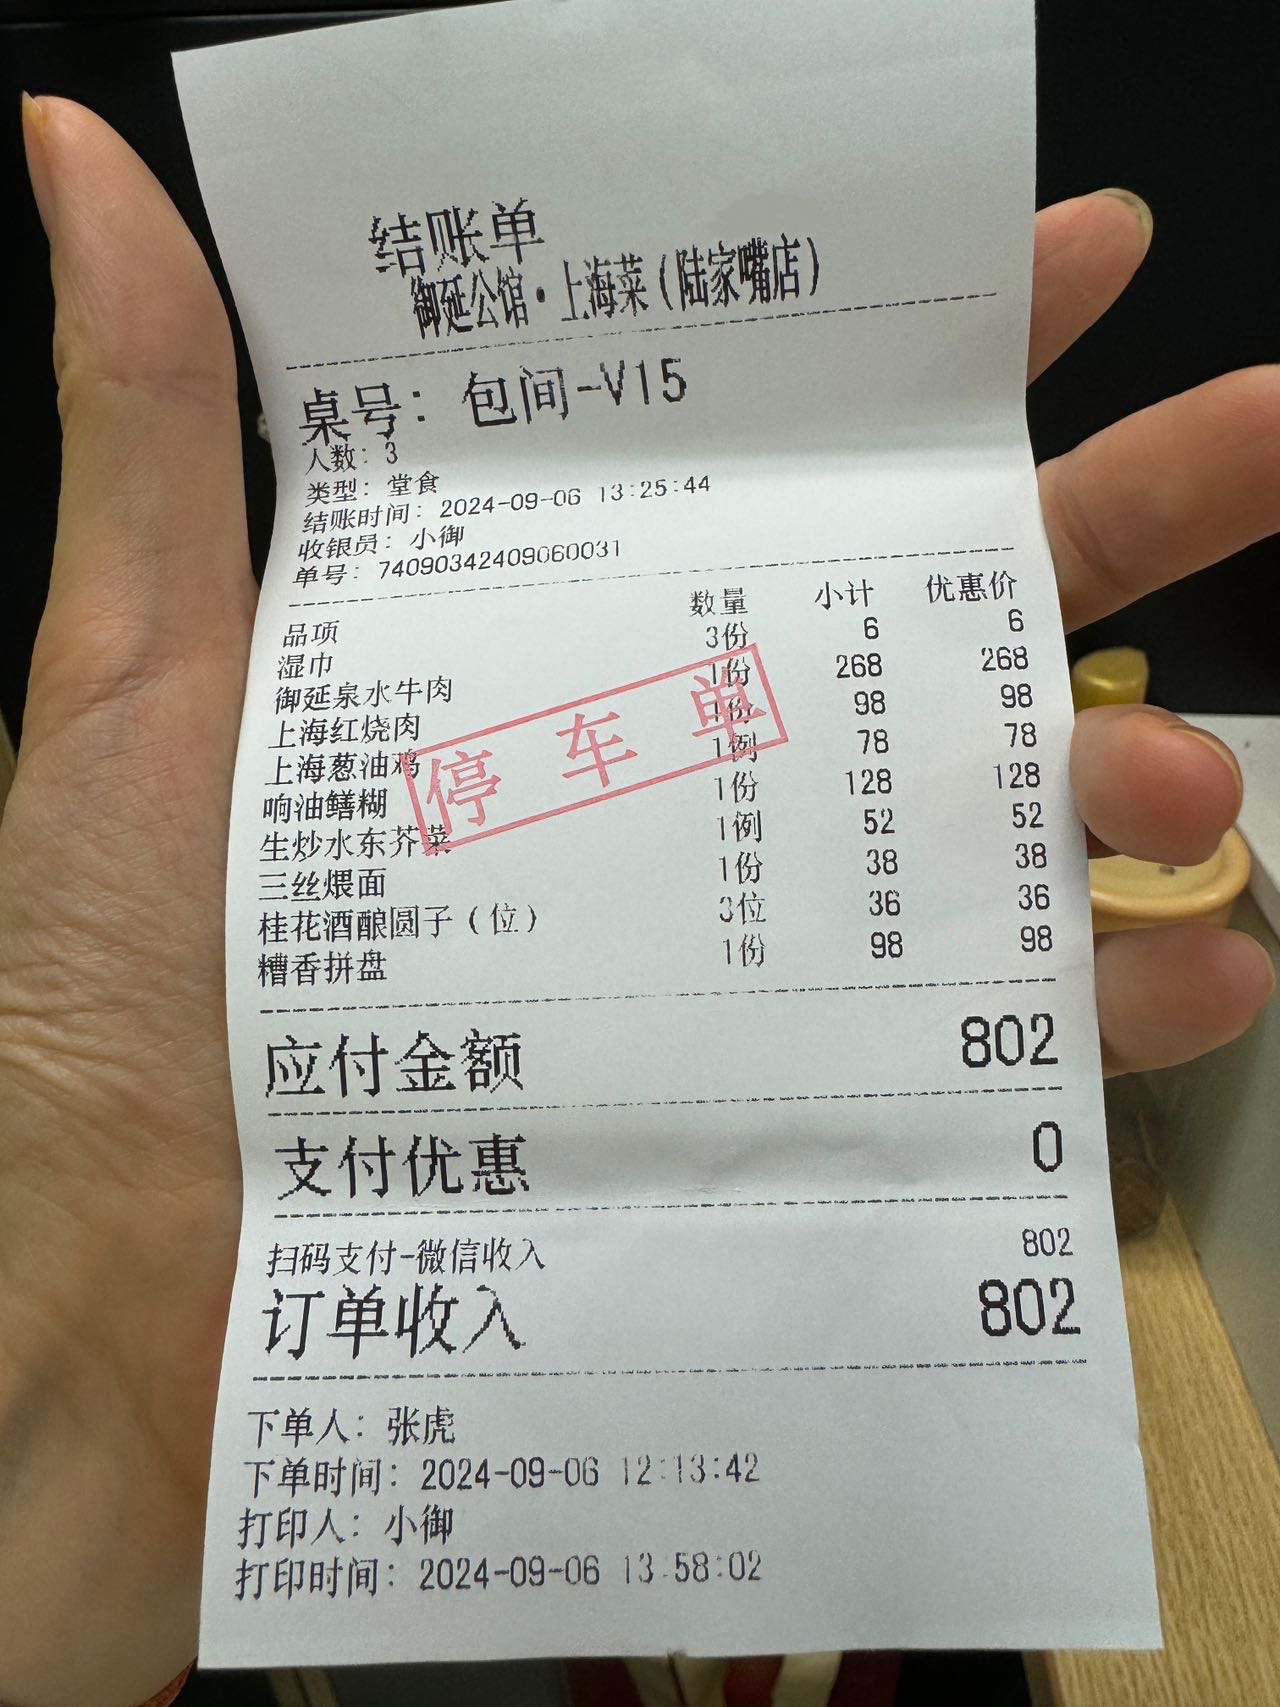 结账单
御延公馆·上海菜(陆家嘴店)
桌号: 包间-V15
人数: 3
类型: 堂食
结账时间: 2024-09-06 13:25:44
收银员: 小御
单号: 74090342409060031
品项 数量 小计 优惠价
湿巾 3份 6 6
御延泉水牛肉 1份 268 268
上海红烧肉 1份 98 98
上海葱油鸡 1例 78 78
响油鳝糊 1份 128 128
生炒水东芥菜 1例 52 52
三丝煨面 1份 38 38
桂花酒酿圆子(位) 3位 36 36
糟香拼盘 1份 98 98
停车单
应付金额 802
支付优惠 0
扫码支付-微信收入 802
订单收入 802
下单人: 张虎
下单时间: 2024-09-06 12:13:42
打印人: 小御
打印时间: 2024-09-06 13:58:02